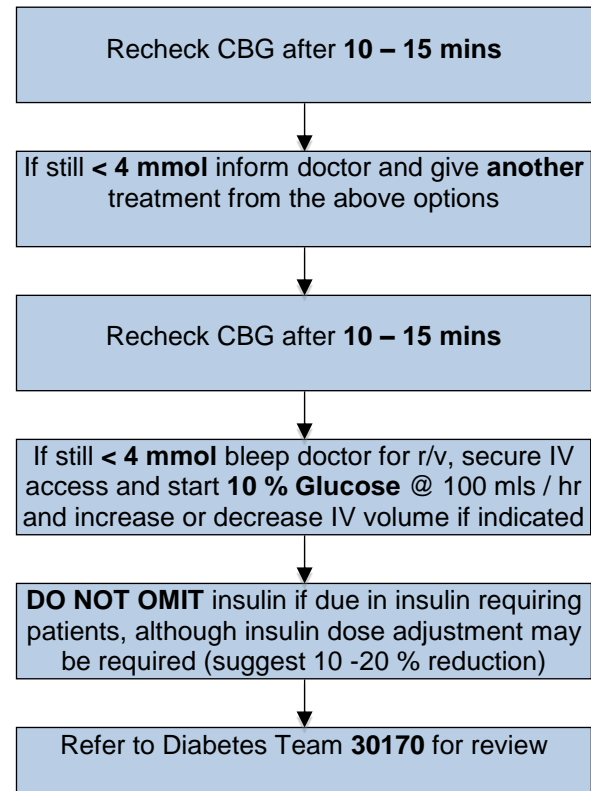 Recheck CBG after 10 – 15 mins
If still < 4 mmol inform doctor and give another
treatment from the above options
Recheck CBG after 10 – 15 mins
If still < 4 mmol bleep doctor for r/v, secure IV
access and start 10 % Glucose @ 100 mls / hr
and increase or decrease IV volume if indicated
DO NOT OMIT insulin if due in insulin requiring
patients, although insulin dose adjustment may
be required (suggest 10 -20 % reduction)
Refer to Diabetes Team 30170 for review